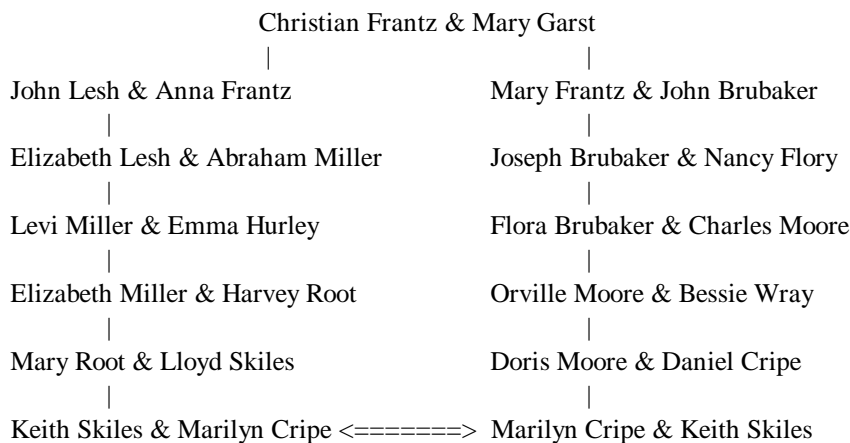 Christian Frantz & Mary Garst
| |
John Lesh & Anna Frantz Mary Frantz & John Brubaker
| |
Elizabeth Lesh & Abraham Miller Joseph Brubaker & Nancy Flory
| |
Levi Miller & Emma Hurley Flora Brubaker & Charles Moore
| |
Elizabeth Miller & Harvey Root Orville Moore & Bessie Wray
| |
Mary Root & Lloyd Skiles Doris Moore & Daniel Cripe
| |
Keith Skiles & Marilyn Cripe <=======> Marilyn Cripe & Keith Skiles